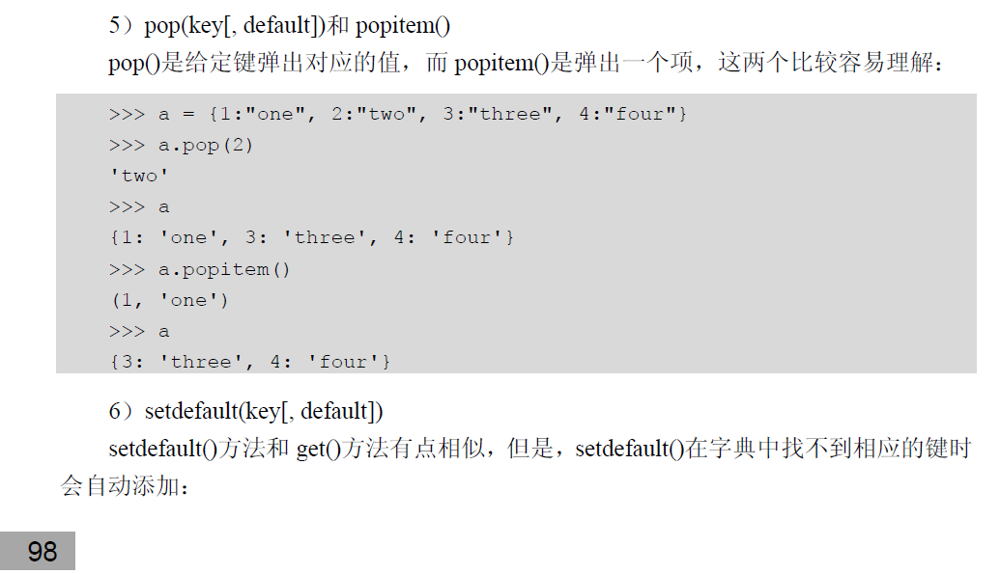 5）pop(key[, default])和 popitem()
pop()是给定键弹出对应的值，而 popitem()是弹出一个项，这两个比较容易理解：
>>> a = {1:"one", 2:"two", 3:"three", 4:"four"}
>>> a.pop(2)
'two'
>>> a
{1: 'one', 3: 'three', 4: 'four'}
>>> a.popitem()
(1, 'one')
>>> a
{3: 'three', 4: 'four'}
6）setdefault(key[, default])
setdefault()方法和 get()方法有点相似，但是，setdefault()在字典中找不到相应的键时
会自动添加：
98